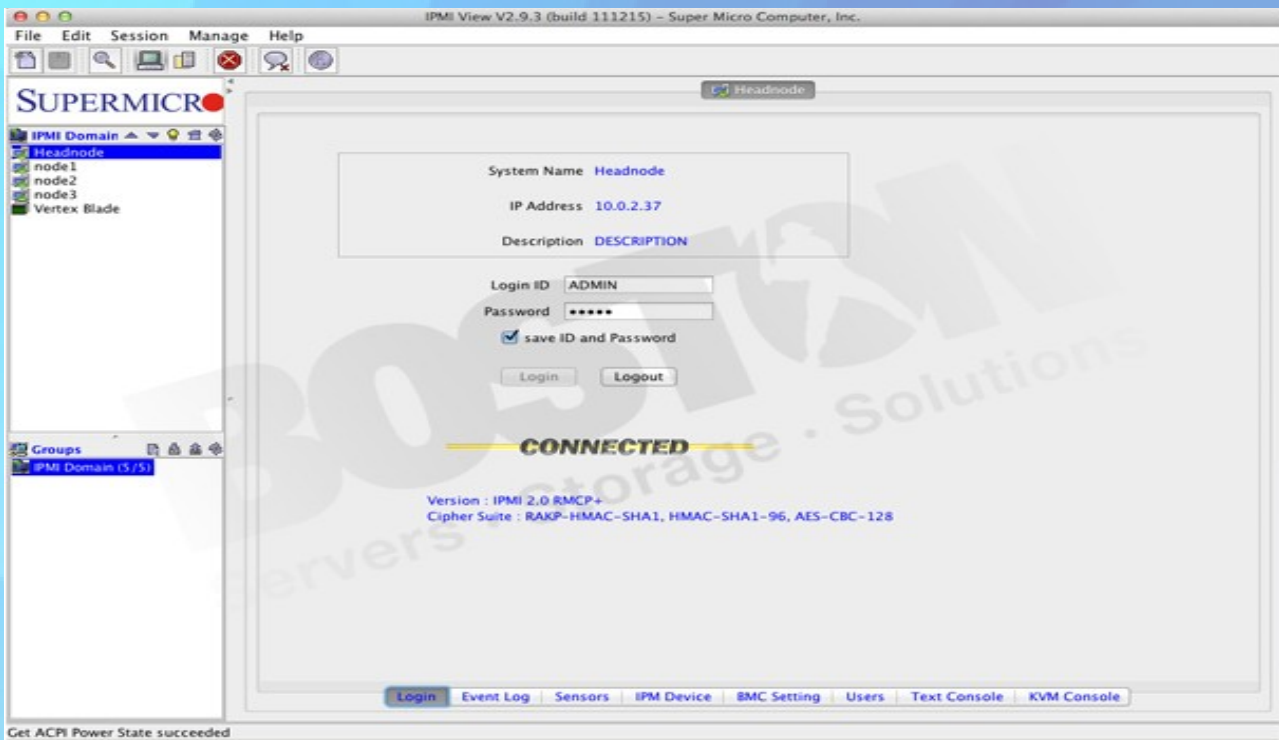 IPMI View V2.9.3 (build 111215) – Super Micro Computer, Inc.
File Edit Session Manage Help
SUPERMICR
Headnode
IPMI Domain
Headnode
node1
node2
node3
Vertex Blade
System Name Headnode
IP Address 10.0.2.37
Description DESCRIPTION
Login ID ADMIN
Password •••••
save ID and Password
Login Logout
BOSTON
Servers · Storage · Solutions
CONNECTED
Groups
IPMI Domain (5/5)
Version : IPMI 2.0 RMCP+
Cipher Suite : RAKP-HMAC-SHA1, HMAC-SHA1-96, AES-CBC-128
Login Event Log Sensors IPM Device BMC Setting Users Text Console KVM Console
Get ACPI Power State succeeded